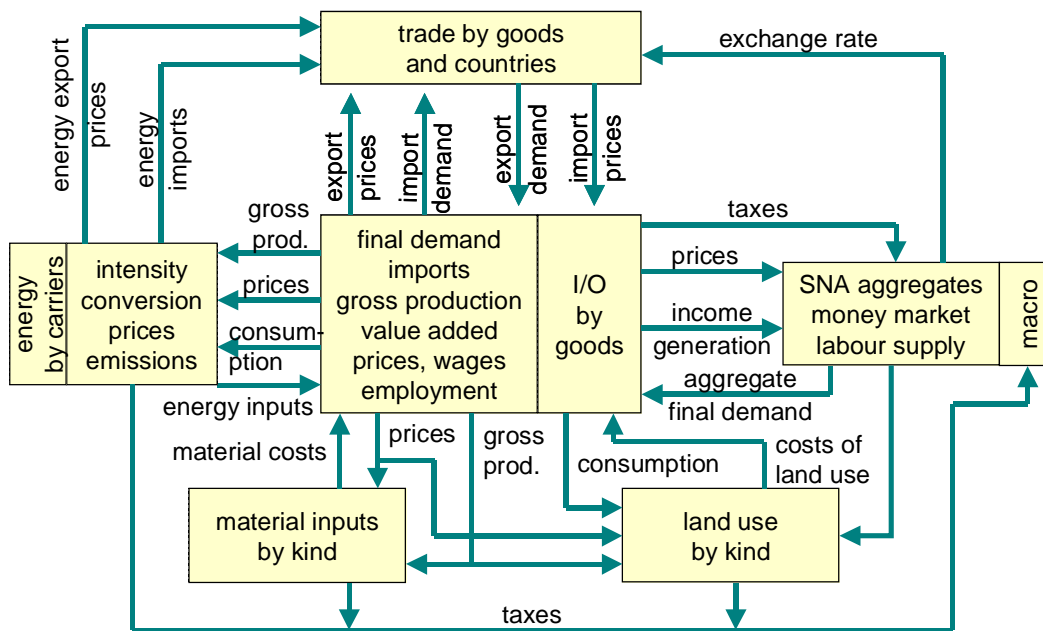 trade by goods
and countries
exchange rate
energy export
prices
energy
imports
export
prices
import
demand
export
demand
import
prices
gross
prod.
prices
consum-
ption
energy inputs
energy
by carriers
intensity
conversion
prices
emissions
final demand
imports
gross production
value added
prices, wages
employment
I/O
by
goods
taxes
prices
income
generation
aggregate
final demand
SNA aggregates
money market
labour supply
macro
material costs
prices
gross
prod.
consumption
costs of
land use
material inputs
by kind
land use
by kind
taxes